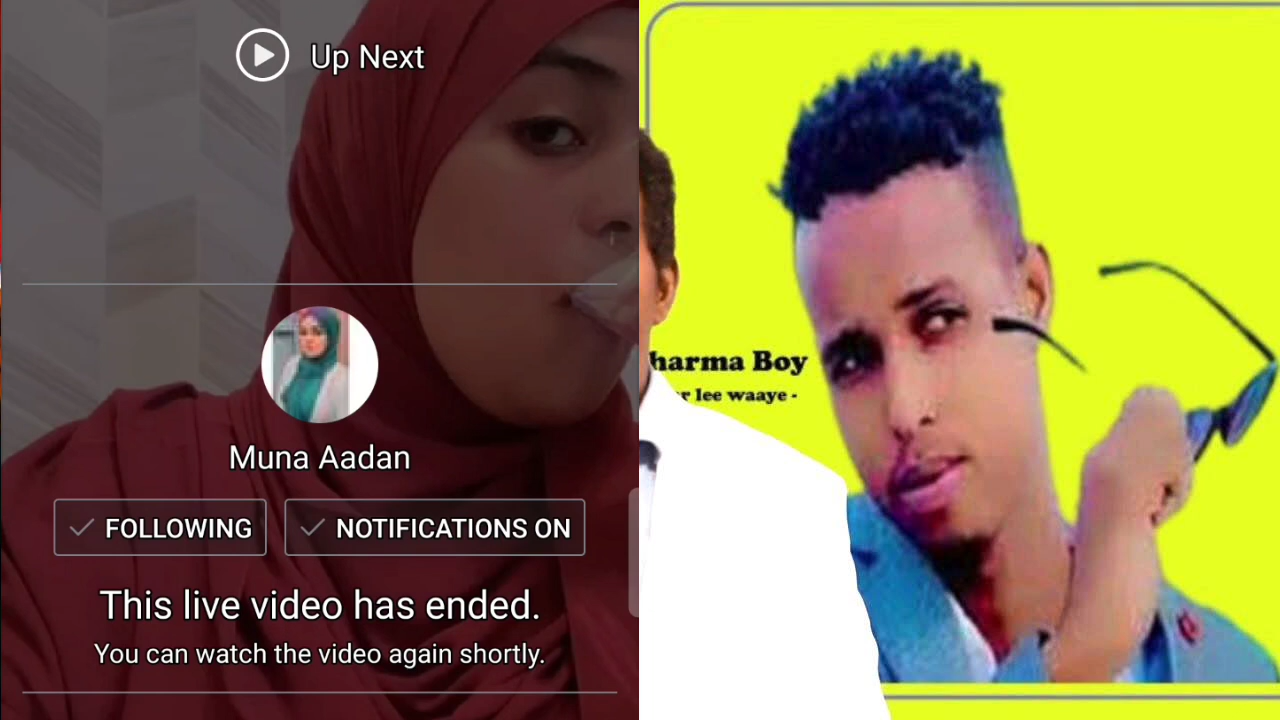 Up Next
Muna Aadan
FOLLOWING
NOTIFICATIONS ON
This live video has ended.
You can watch the video again shortly.
harma Boy
lee waaye -